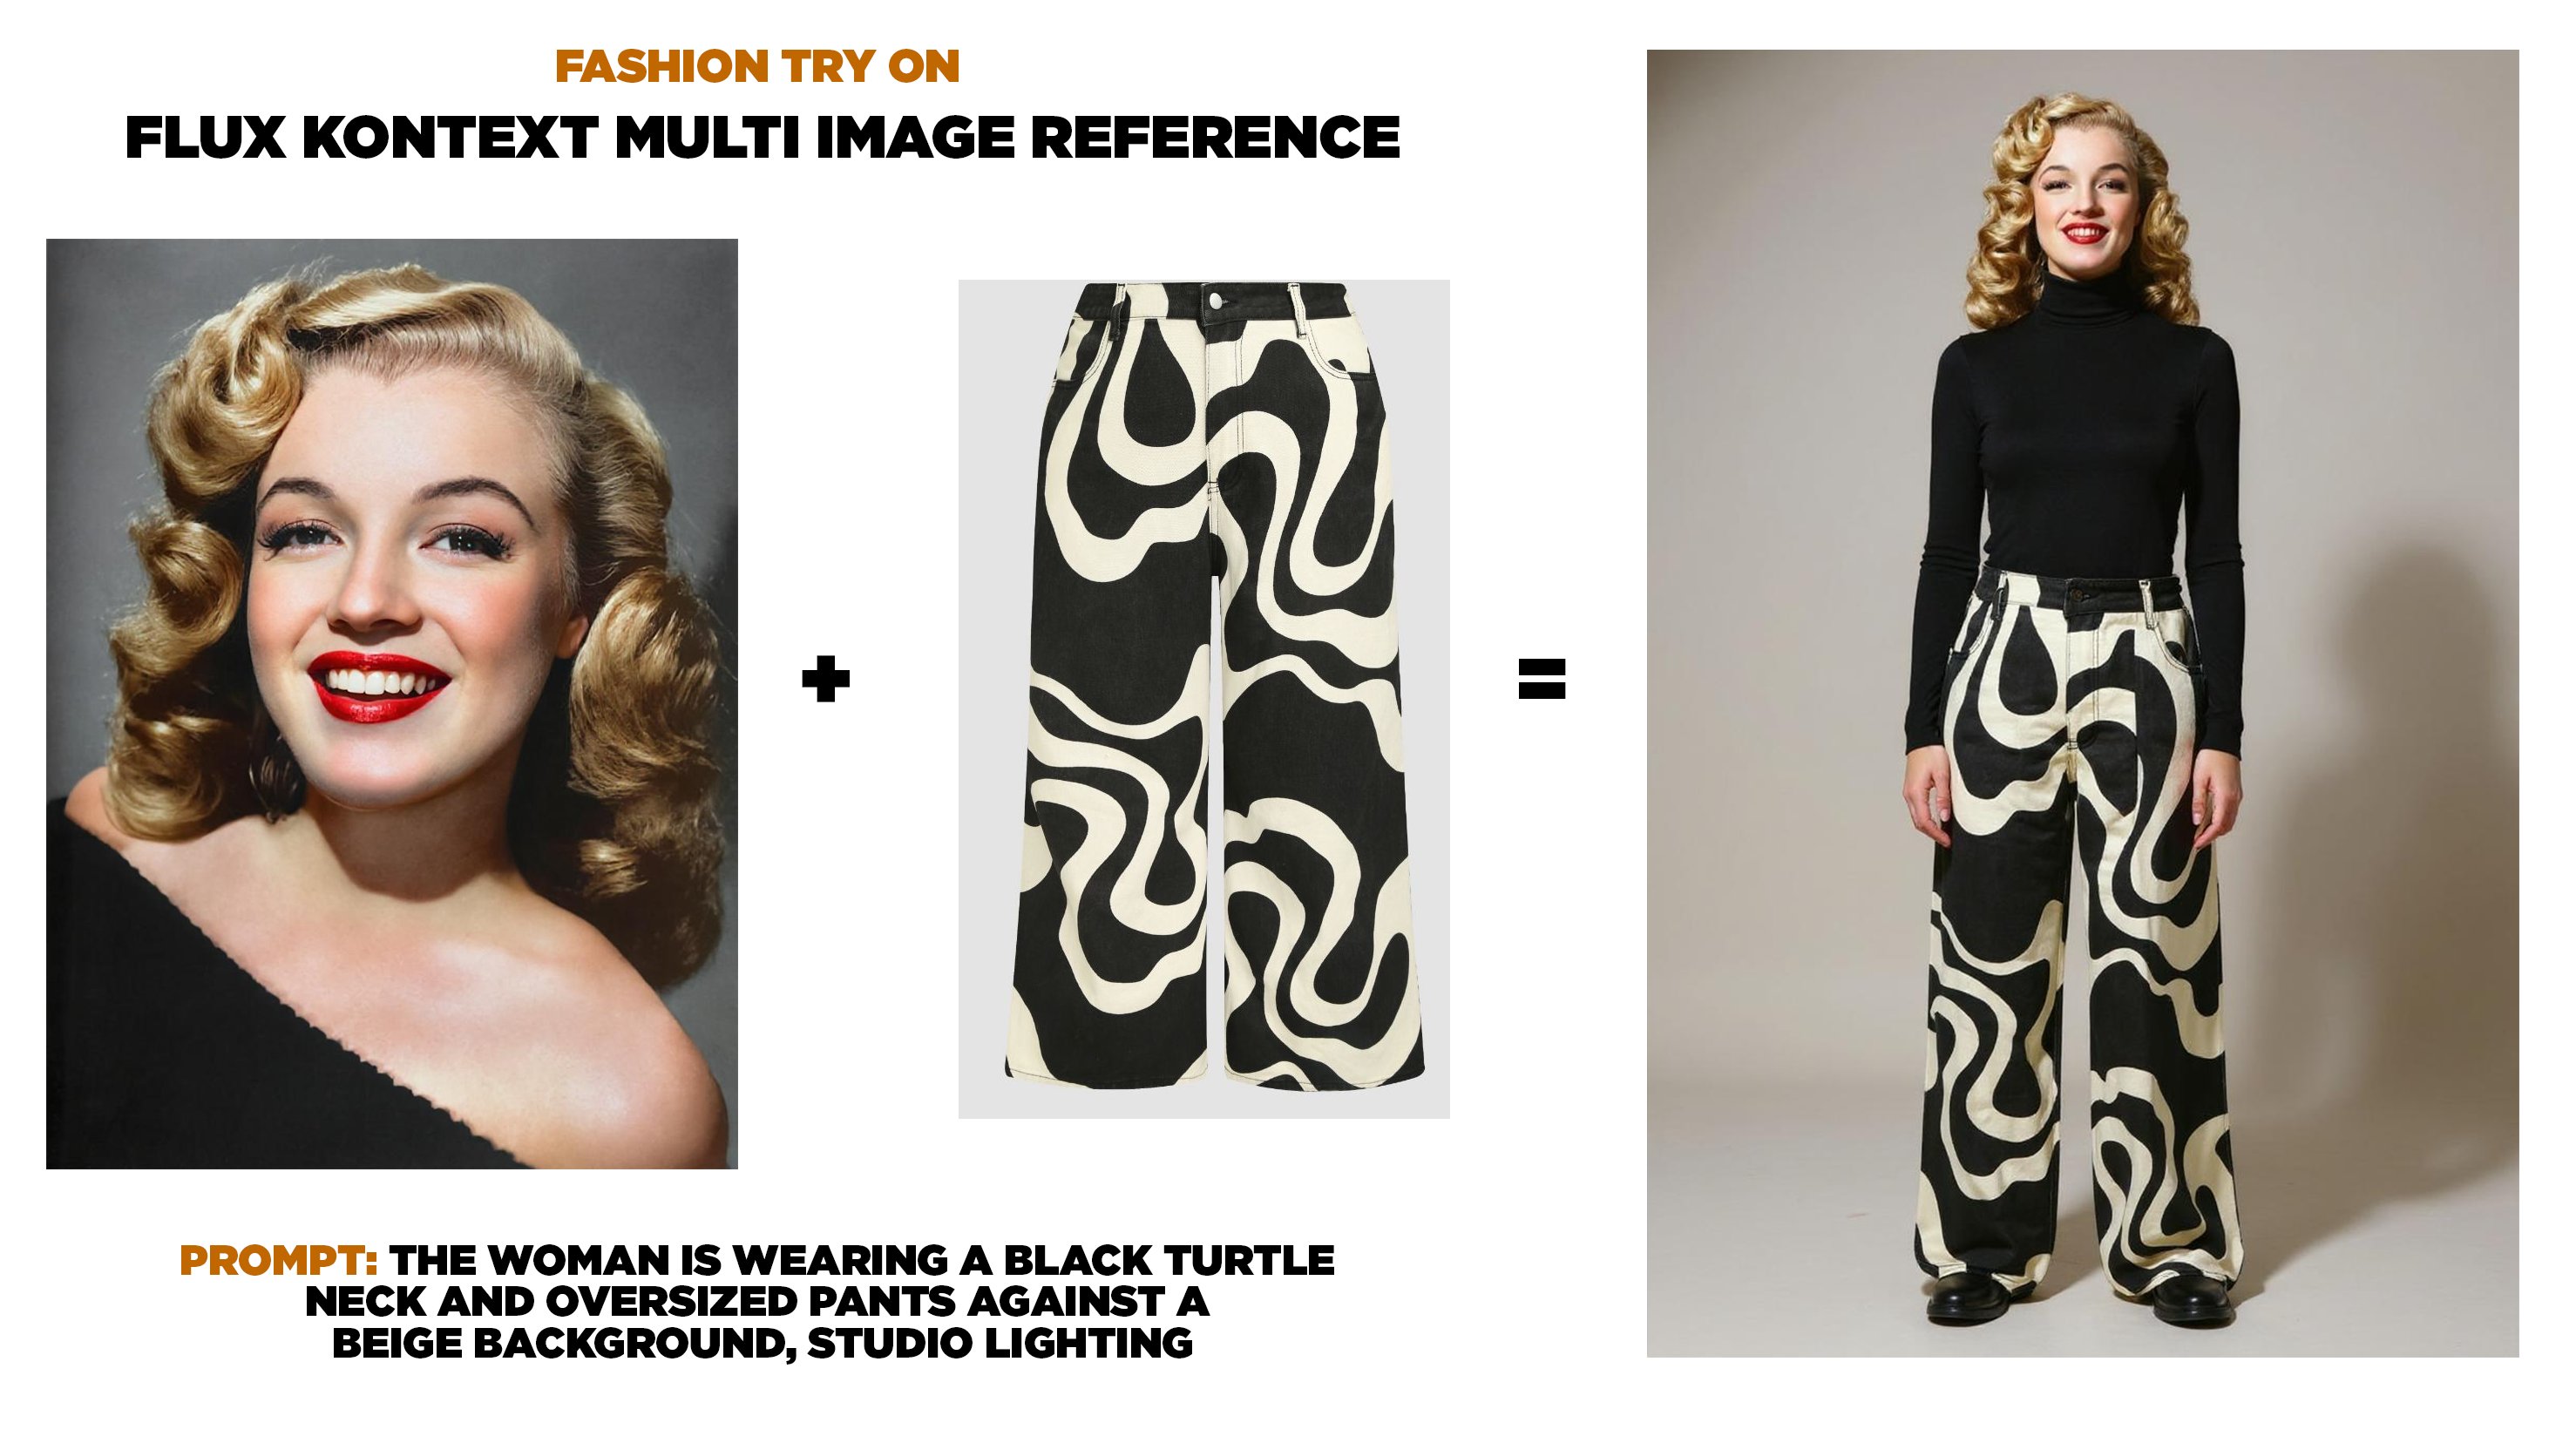 FASHION TRY ON
FLUX KONTEXT MULTI IMAGE REFERENCE
+
=
PROMPT: THE WOMAN IS WEARING A BLACK TURTLE
NECK AND OVERSIZED PANTS AGAINST A
BEIGE BACKGROUND, STUDIO LIGHTING